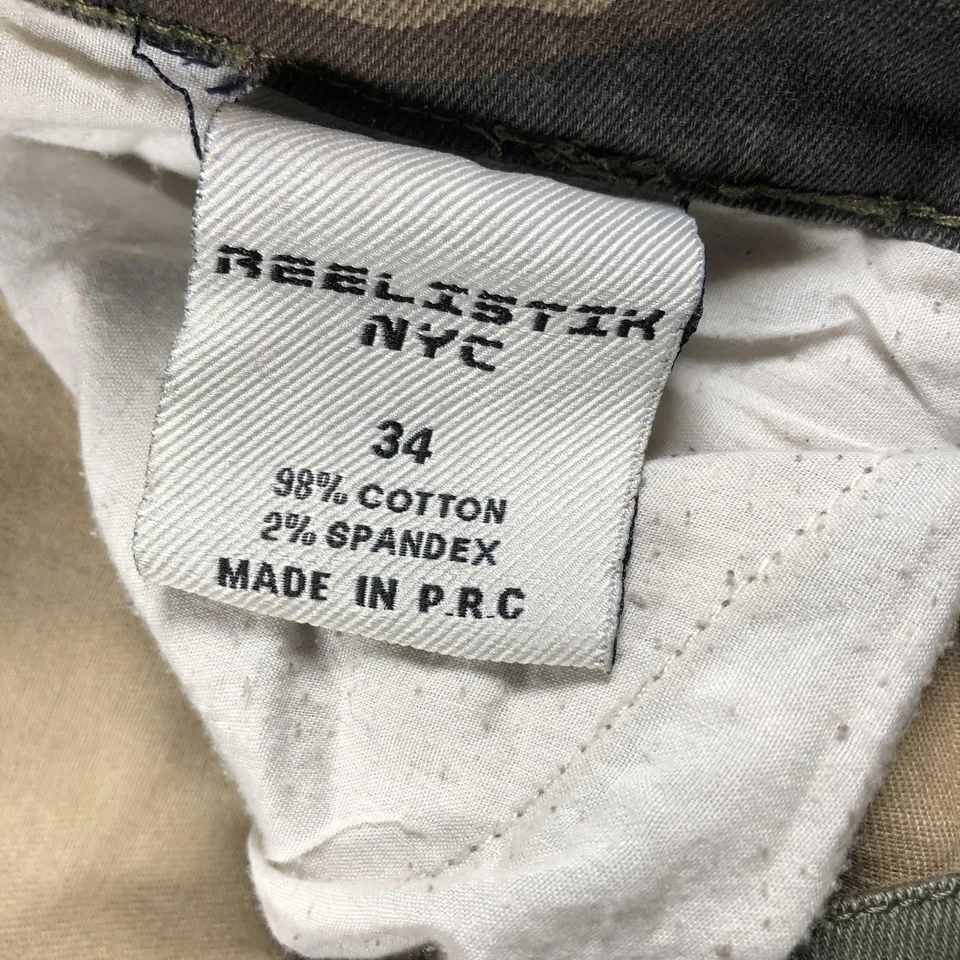 REELISTIK
NYC
34
98% COTTON
2% SPANDEX
MADE IN P.R.C